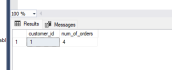 100 %
Results Messages
customer_id num_of_orders
1 1 4